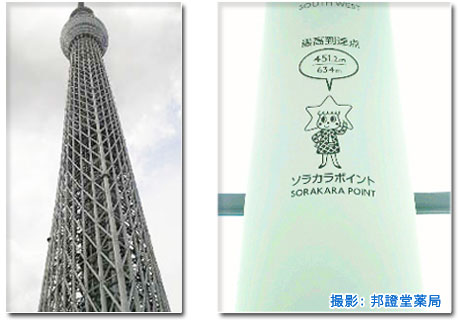 SOUTH WEST
最高到達点
451.2m
634m
ソラカラポイント
SORAKARA POINT
撮影: 邦證堂薬局